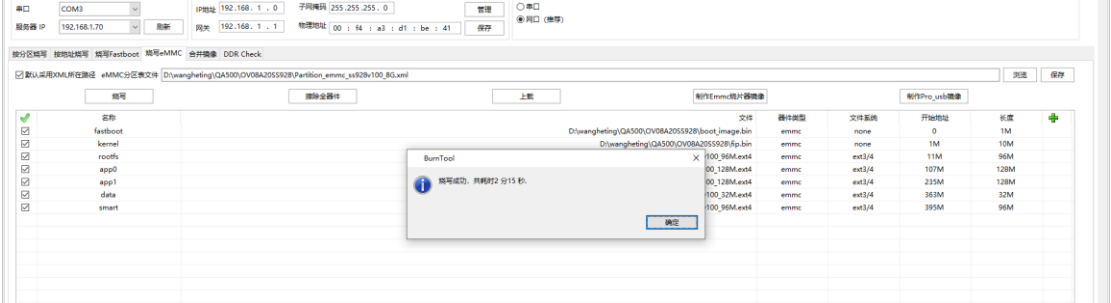 串口 COM3 IP地址 192.168. 1 . 0 子网掩码 255.255.255. 0 管理 串口
服务器 IP 192.168.1.70 刷新 网关 192.168. 1 . 1 物理地址 00 : f4 : a3 : d1 : be : 41 保存 网口（推荐）
按分区烧写 按地址烧写 烧写Fastboot 烧写eMMC 合并镜像 DDR Check
默认采用XML所在路径 eMMC分区表文件 D:\wangheting\QA500\OV08A20SS928\Partition_emmc_ss928v100_8G.xml 浏览 保存
烧写 擦除全器件 上载 制作Emmc烧片器镜像 制作Pro_usb镜像
名称 文件 器件类型 文件系统 开始地址 长度
fastboot D:\wangheting\QA500\OV08A20SS928\boot_image.bin emmc none 0 1M
kernel D:\wangheting\QA500\OV08A20SS928\fip.bin emmc none 1M 10M
rootfs 100_96M.ext4 emmc ext3/4 11M 96M
app0 00_128M.ext4 emmc ext3/4 107M 128M
app1 00_128M.ext4 emmc ext3/4 235M 128M
data 100_32M.ext4 emmc ext3/4 363M 32M
smart 100_96M.ext4 emmc ext3/4 395M 96M
BurnTool
烧写成功，共耗时2 分15 秒.
确定